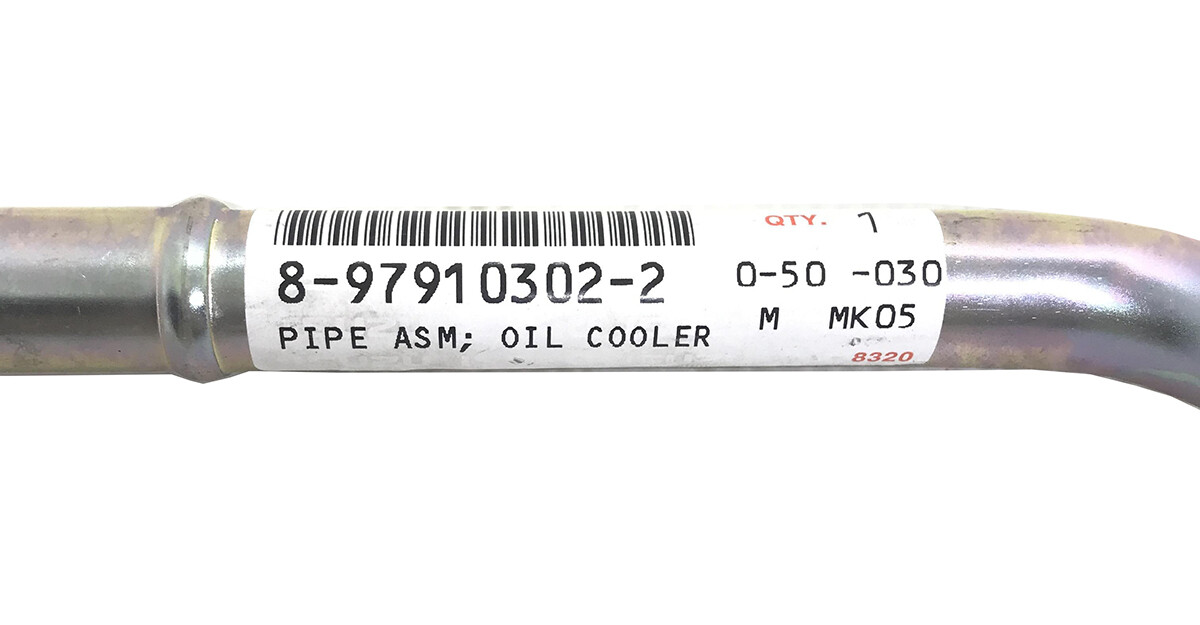 QTY. 1
8-97910302-2
0-50 -030
PIPE ASM; OIL COOLER
M MK05
8320